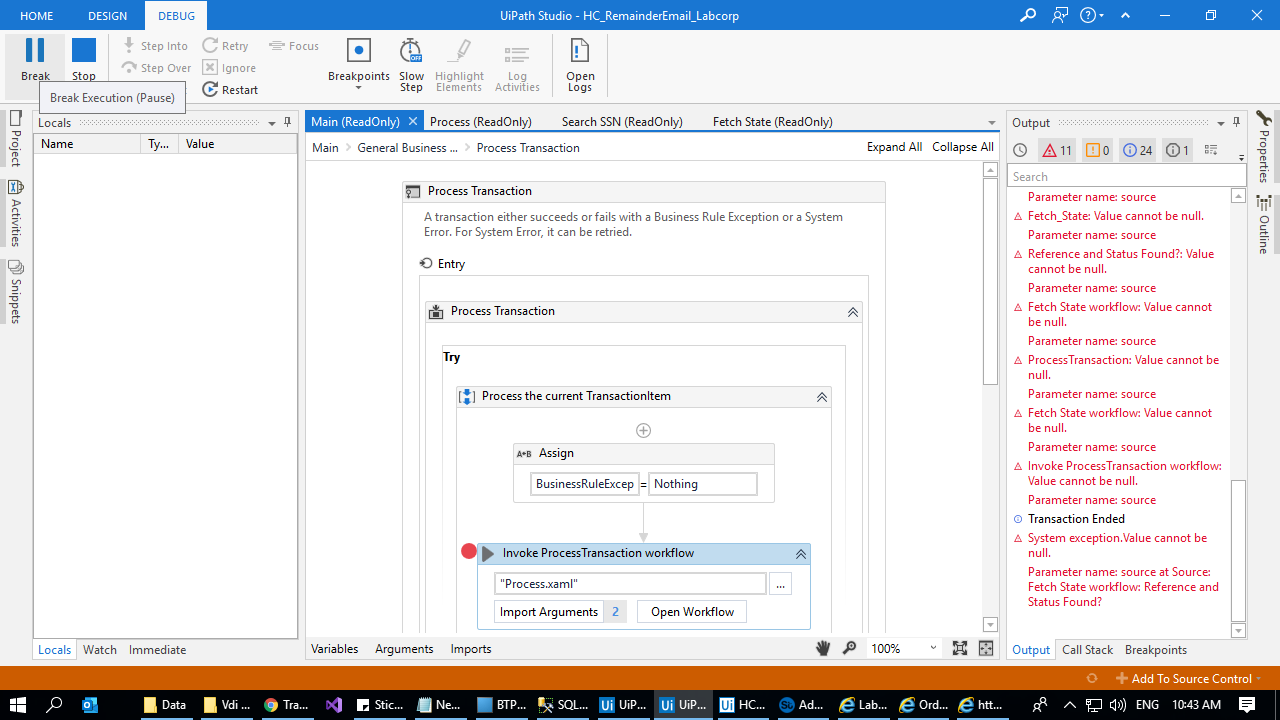 HOME
DESIGN
DEBUG
UiPath Studio - HC_RemainderEmail_Labcorp
Break
Stop
Step Into
Step Over
Retry
Ignore
Restart
Focus
Breakpoints
Slow
Step
Highlight
Elements
Log
Activities
Open
Logs
Break Execution (Pause)
Project
Activities
Snippets
Locals
Name
Ty...
Value
Main (ReadOnly)
Process (ReadOnly)
Search SSN (ReadOnly)
Fetch State (ReadOnly)
Main
General Business ...
Process Transaction
Expand All
Collapse All
Process Transaction
A transaction either succeeds or fails with a Business Rule Exception or a System
Error. For System Error, it can be retried.
Entry
Process Transaction
Try
Process the current TransactionItem
A+B Assign
BusinessRuleExcep = Nothing
Invoke ProcessTransaction workflow
"Process.xaml"
...
Import Arguments 2
Open Workflow
Output
11
0
24
1
Search
Parameter name: source
Fetch_State: Value cannot be null.
Parameter name: source
Reference and Status Found?: Value
cannot be null.
Parameter name: source
Fetch State workflow: Value cannot
be null.
Parameter name: source
ProcessTransaction: Value cannot be
null.
Parameter name: source
Fetch State workflow: Value cannot
be null.
Parameter name: source
Invoke ProcessTransaction workflow:
Value cannot be null.
Parameter name: source
Transaction Ended
System exception.Value cannot be
null.
Parameter name: source at Source:
Fetch State workflow: Reference and
Status Found?
Properties
Outline
Locals
Watch
Immediate
Variables
Arguments
Imports
100%
Output
Call Stack
Breakpoints
Add To Source Control
Data
Vdi ...
Tra...
Stic...
Ne...
BTP...
SQL...
UiP...
UiP...
HC...
Ad...
Lab...
Ord...
htt...
ENG
10:43 AM